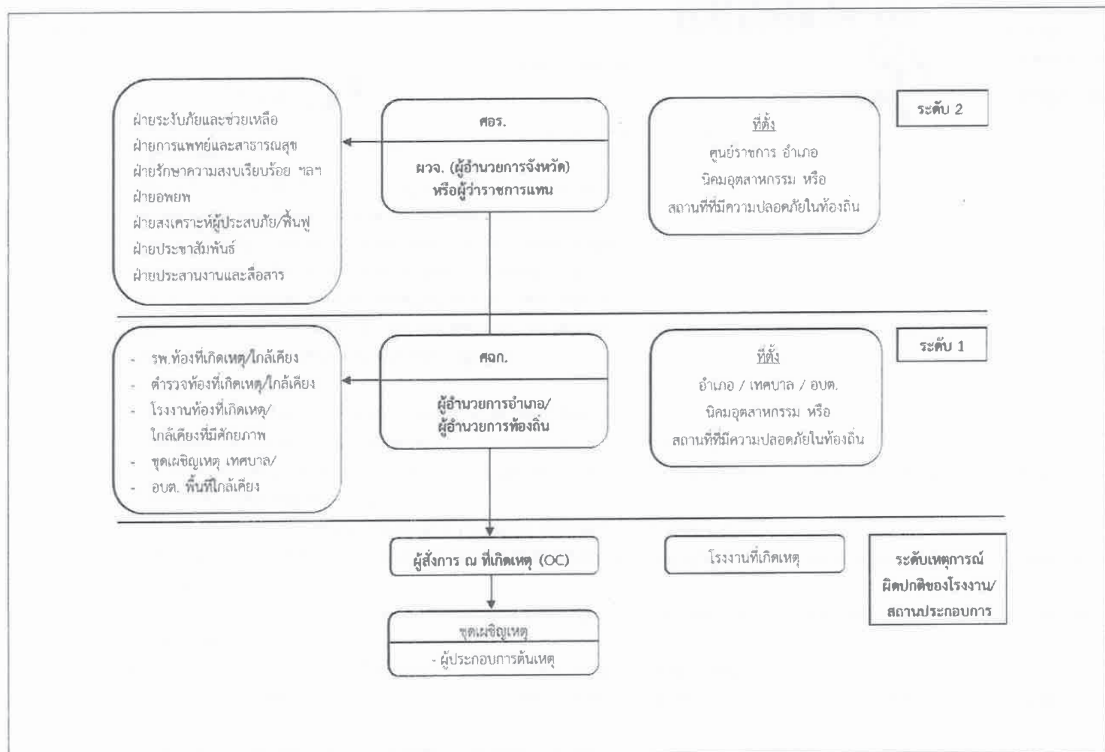 ฝ่ายระงับภัยและช่วยเหลือ
ฝ่ายการแพทย์และสาธารณสุข
ฝ่ายรักษาความสงบเรียบร้อย ฯลฯ
ฝ่ายอพยพ
ฝ่ายสงเคราะห์ผู้ประสบภัย/ฟื้นฟู
ฝ่ายประชาสัมพันธ์
ฝ่ายประสานงานและสื่อสาร
ศอร.
ผวจ. (ผู้อำนวยการจังหวัด)
หรือผู้ว่าราชการแทน
ที่ตั้ง
ศูนย์ราชการ อำเภอ
นิคมอุตสาหกรรม หรือ
สถานที่ที่มีความปลอดภัยในท้องถิ่น
ระดับ 2
- รพ.ท้องที่เกิดเหตุ/ใกล้เคียง
- ตำรวจท้องที่เกิดเหตุ/ใกล้เคียง
- โรงงานท้องที่เกิดเหตุ/
ใกล้เคียงที่มีศักยภาพ
- ชุดเผชิญเหตุ เทศบาล/
- อบต. พื้นที่ใกล้เคียง
ศฉก.
ผู้อำนวยการอำเภอ/
ผู้อำนวยการท้องถิ่น
ที่ตั้ง
อำเภอ / เทศบาล / อบต.
นิคมอุตสาหกรรม หรือ
สถานที่ที่มีความปลอดภัยในท้องถิ่น
ระดับ 1
ผู้สั่งการ ณ ที่เกิดเหตุ (OC)
โรงงานที่เกิดเหตุ
ระดับเหตุการณ์
ผิดปกติของโรงงาน/
สถานประกอบการ
ชุดเผชิญเหตุ
- ผู้ประกอบการต้นเหตุ